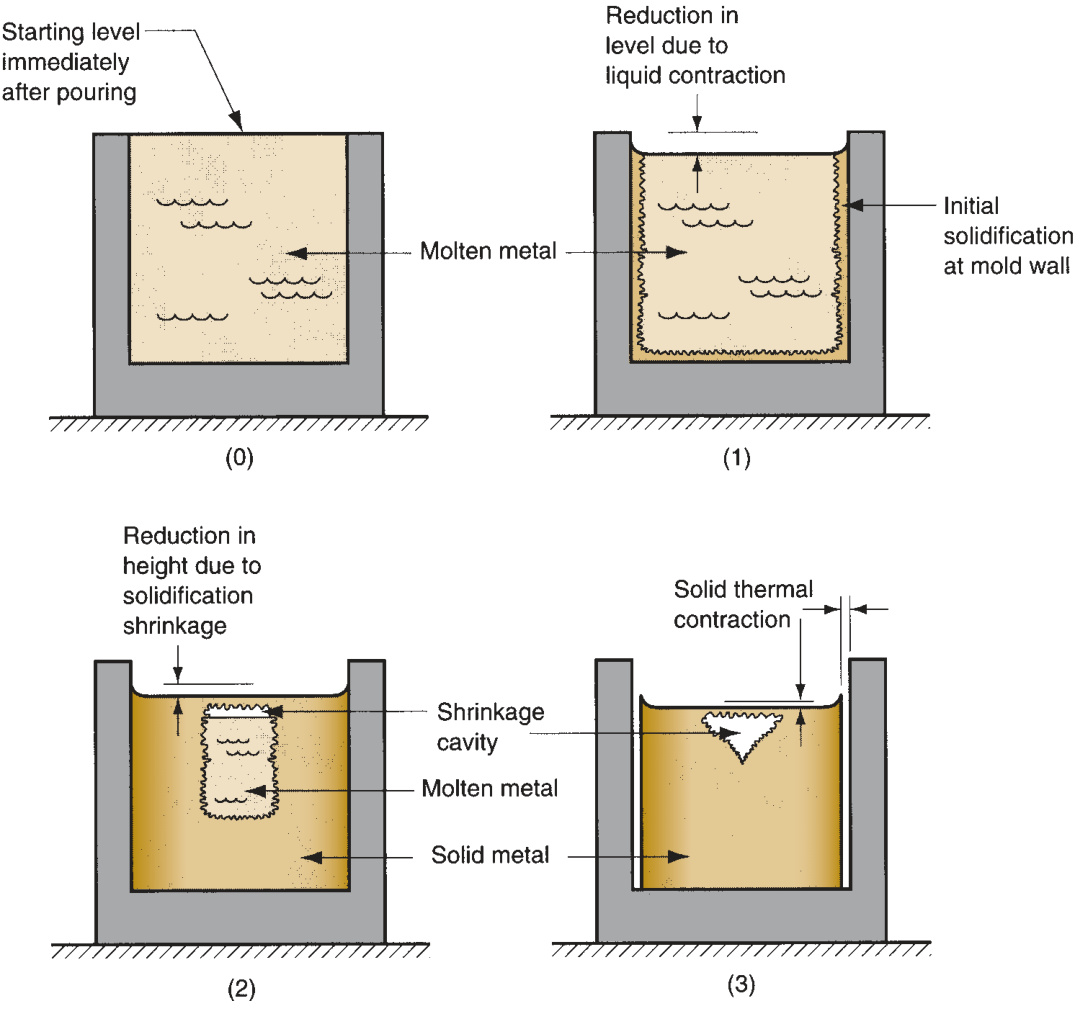 Starting level
immediately
after pouring
Reduction in
level due to
liquid contraction
Molten metal
Initial
solidification
at mold wall
(0)
(1)
Reduction in
height due to
solidification
shrinkage
Solid thermal
contraction
Shrinkage
cavity
Molten metal
Solid metal
(2)
(3)